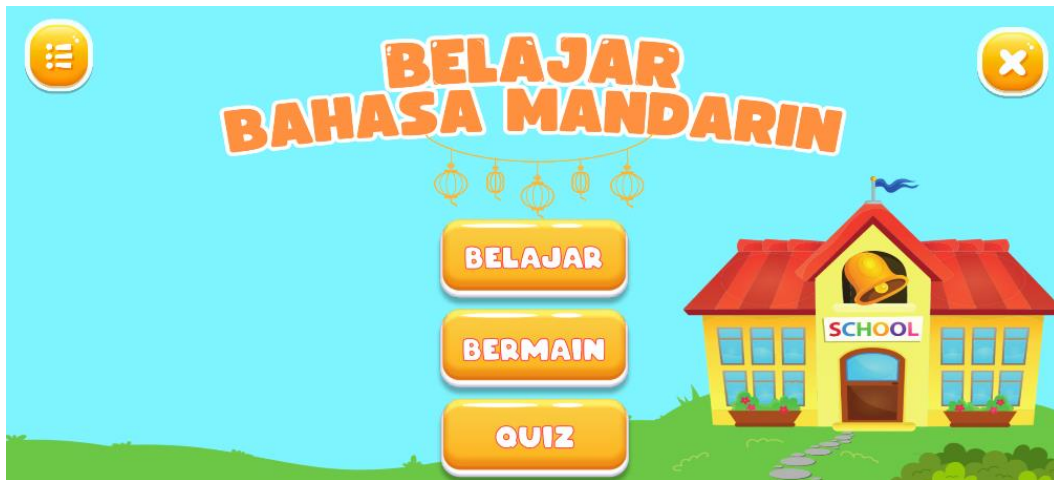 BELAJAR
BAHASA MANDARIN
BELAJAR
BERMAIN
SCHOOL
QUIZ